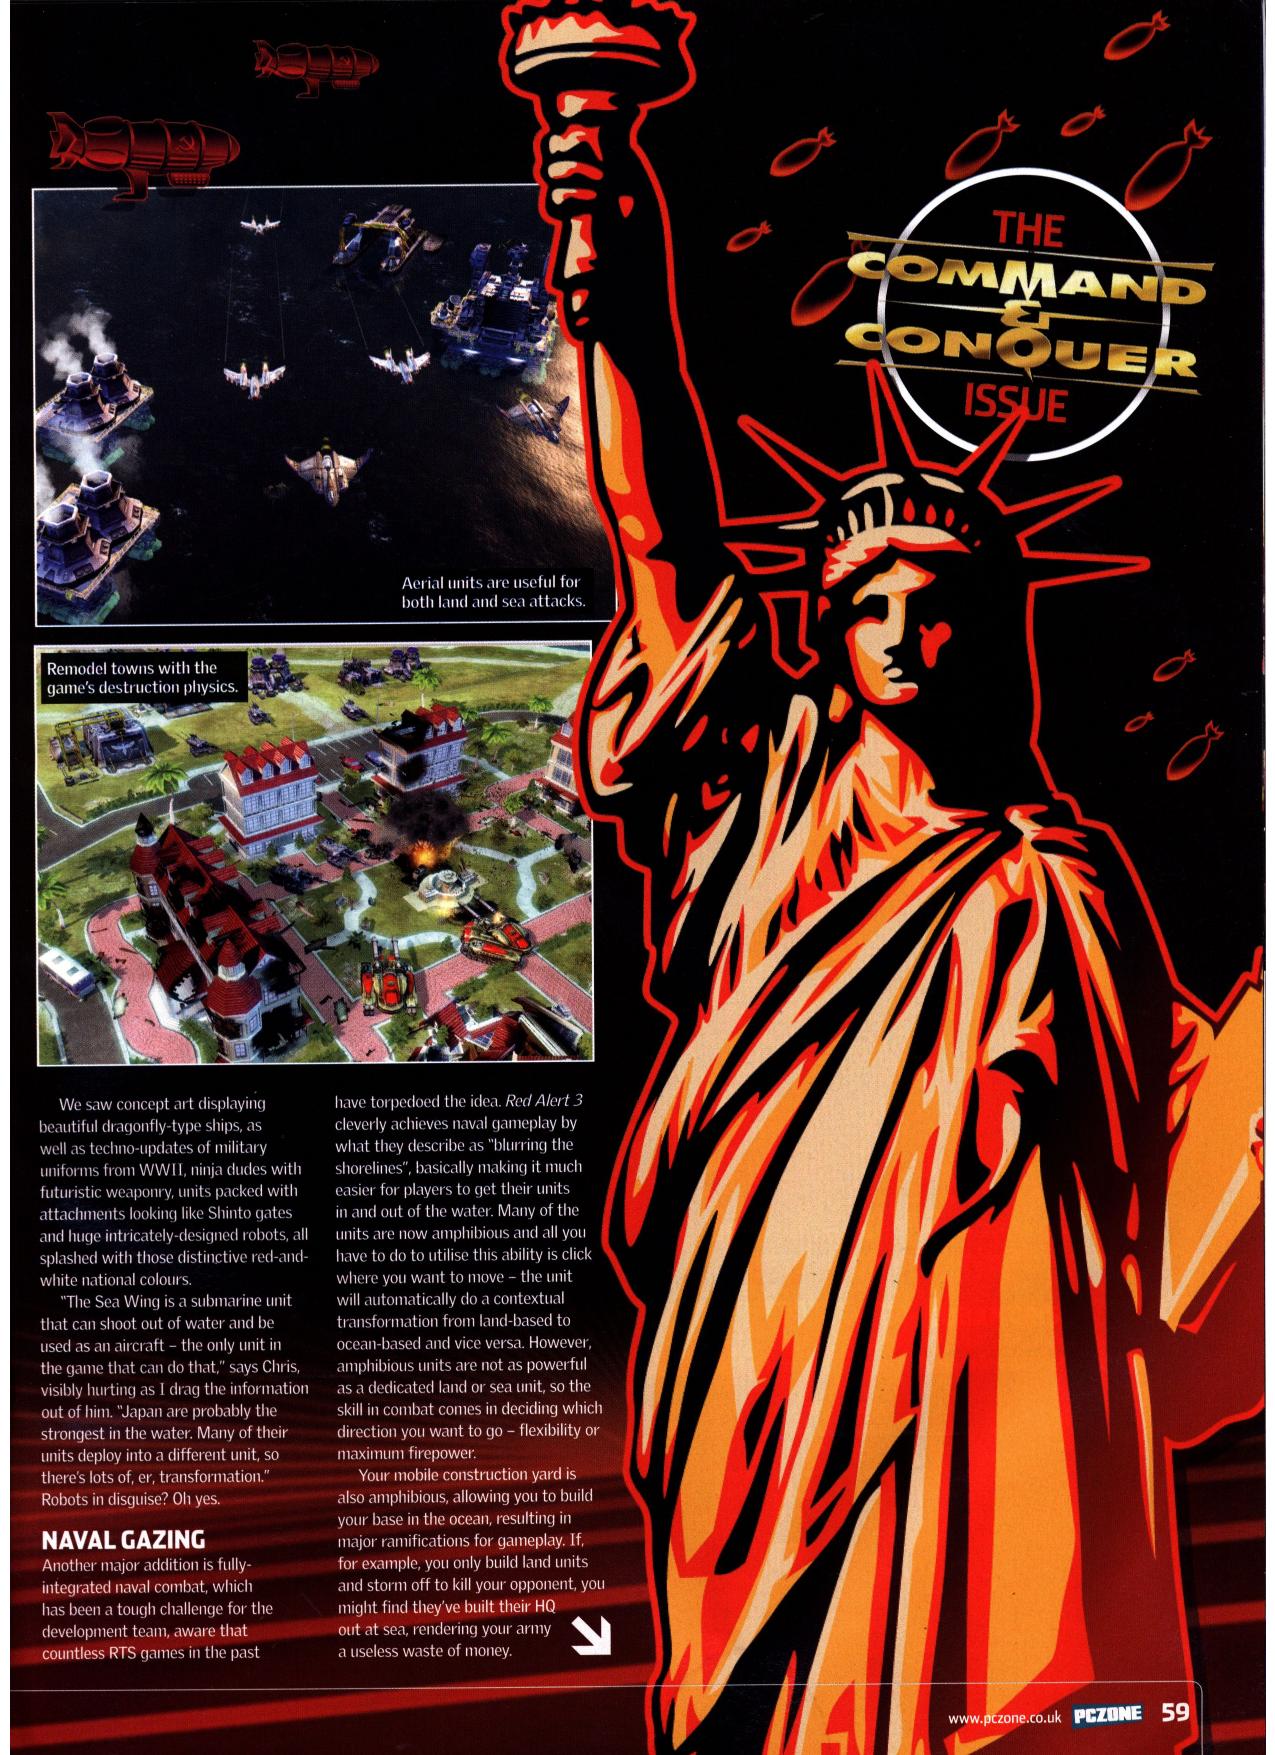 THE
COMMAND
&
CONQUER
ISSUE
Aerial units are useful for
both land and sea attacks.
Remodel towns with the
game's destruction physics.
We saw concept art displaying
beautiful dragonfly-type ships, as
well as techno-updates of military
uniforms from WWII, ninja dudes with
futuristic weaponry, units packed with
attachments looking like Shinto gates
and huge intricately-designed robots, all
splashed with those distinctive red-and-
white national colours.
"The Sea Wing is a submarine unit
that can shoot out of water and be
used as an aircraft – the only unit in
the game that can do that," says Chris,
visibly hurting as I drag the information
out of him. "Japan are probably the
strongest in the water. Many of their
units deploy into a different unit, so
there's lots of, er, transformation."
Robots in disguise? Oh yes.
NAVAL GAZING
Another major addition is fully-
integrated naval combat, which
has been a tough challenge for the
development team, aware that
countless RTS games in the past
have torpedoed the idea. Red Alert 3
cleverly achieves naval gameplay by
what they describe as "blurring the
shorelines", basically making it much
easier for players to get their units
in and out of the water. Many of the
units are now amphibious and all you
have to do to utilise this ability is click
where you want to move – the unit
will automatically do a contextual
transformation from land-based to
ocean-based and vice versa. However,
amphibious units are not as powerful
as a dedicated land or sea unit, so the
skill in combat comes in deciding which
direction you want to go – flexibility or
maximum firepower.
Your mobile construction yard is
also amphibious, allowing you to build
your base in the ocean, resulting in
major ramifications for gameplay. If,
for example, you only build land units
and storm off to kill your opponent, you
might find they've built their HQ
out at sea, rendering your army
a useless waste of money.
www.pczone.co.uk PCZONE 59